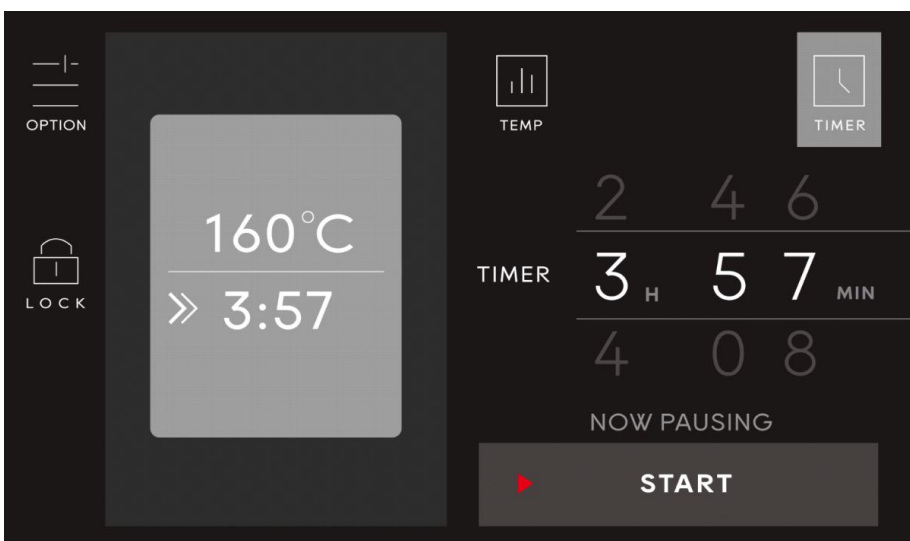 OPTION
LOCK
160°C
» 3:57
TEMP
TIMER
2 4 6
TIMER 3 H 5 7 MIN
4 0 8
NOW PAUSING
START